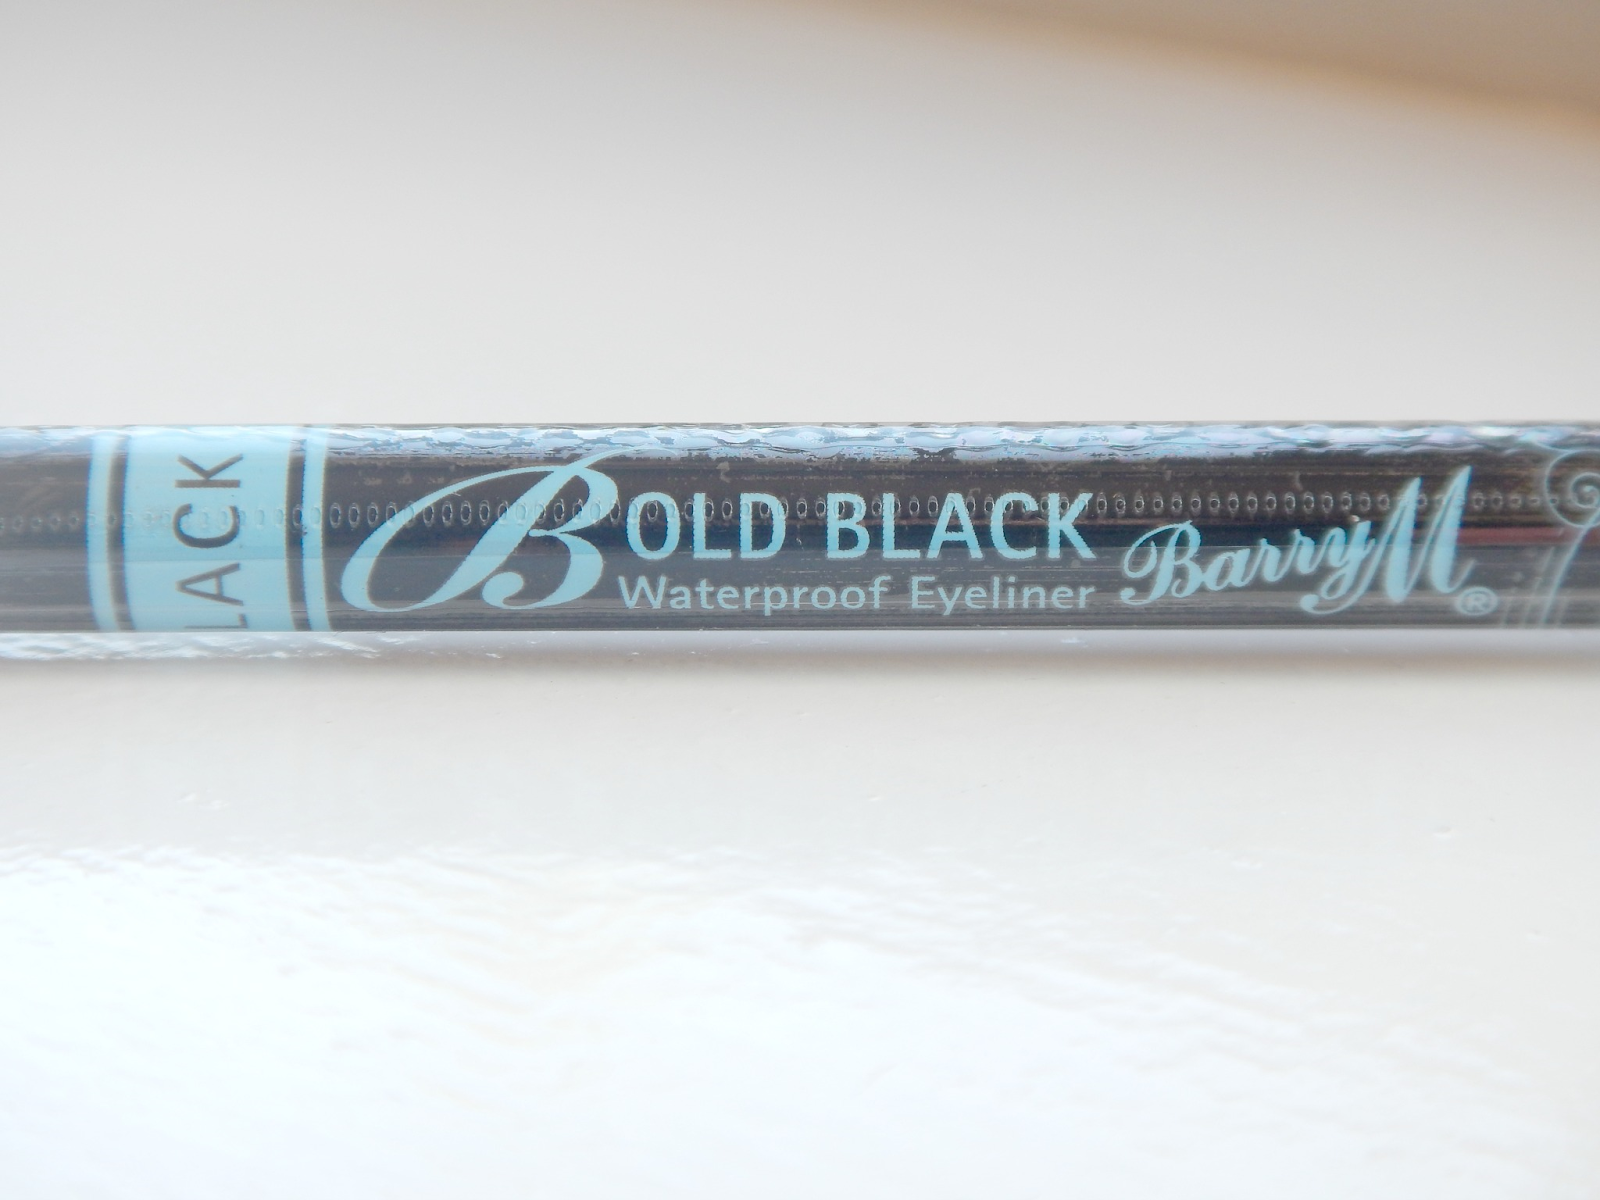 LACK
BOLD BLACK
Waterproof Eyeliner
Barry M®